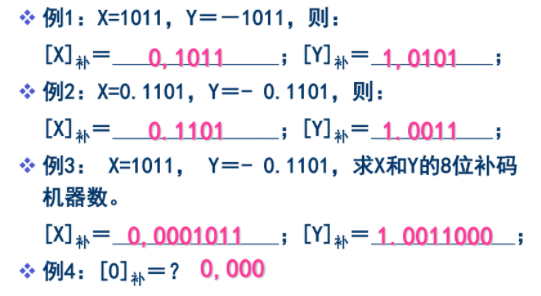 ❖ 例1：X=1011，Y＝－1011，则：
[X]补＝ 0,1011 ；[Y]补＝ 1,0101 ；
❖ 例2：X=0.1101，Y＝- 0.1101，则：
[X]补＝ 0.1101 ；[Y]补＝ 1.0011 ；
❖ 例3： X=1011， Y＝- 0.1101，求X和Y的8位补码
机器数。
[X]补＝ 0,0001011 ；[Y]补＝ 1.0011000 ；
❖ 例4：[0]补＝? 0,000